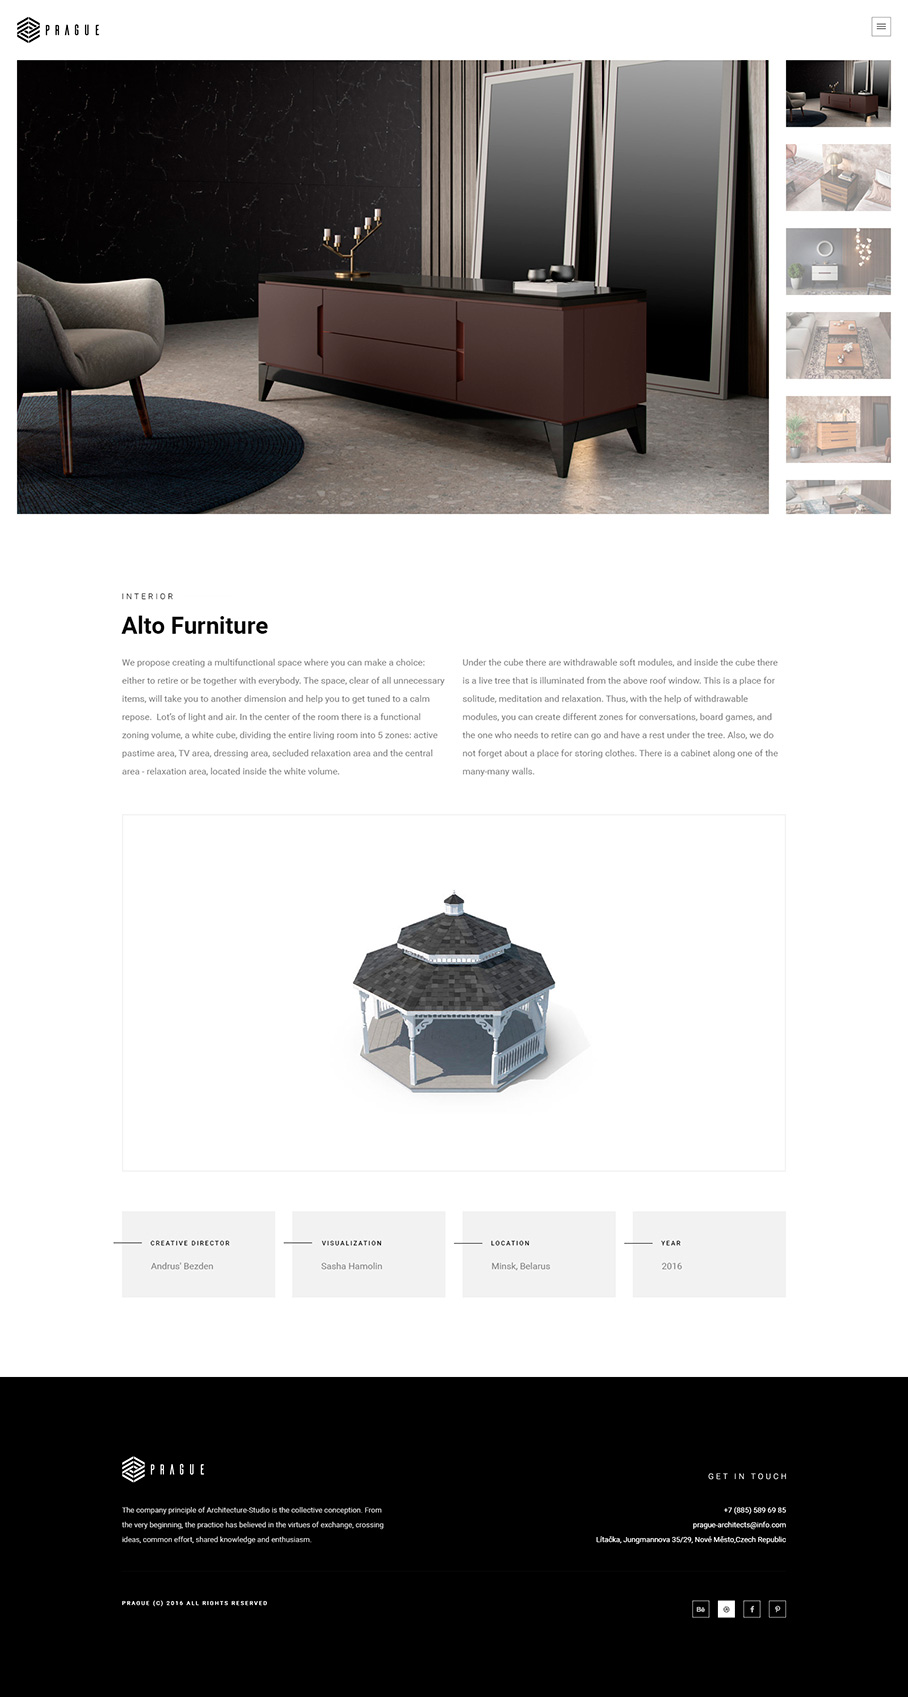 PRAGUE
INTERIOR
Alto Furniture
We propose creating a multifunctional space where you can make a choice:
either to retire or be together with everybody. The space, clear of all unnecessary
items, will take you to another dimension and help you to get tuned to a calm
repose.  Lot's of light and air. In the center of the room there is a functional
zoning volume, a white cube, dividing the entire living room into 5 zones: active
pastime area, TV area, dressing area, secluded relaxation area and the central
area - relaxation area, located inside the white volume.
Under the cube there are withdrawable soft modules, and inside the cube there
is a live tree that is illuminated from the above roof window. This is a place for
solitude, meditation and relaxation. Thus, with the help of withdrawable
modules, you can create different zones for conversations, board games, and
the one who needs to retire can go and have a rest under the tree. Also, we do
not forget about a place for storing clothes. There is a cabinet along one of the
many-many walls.
CREATIVE DIRECTOR
Andrus' Bezden
VISUALIZATION
Sasha Hamolin
LOCATION
Minsk, Belarus
YEAR
2016
PRAGUE
The company principle of Architecture-Studio is the collective conception. From
the very beginning, the practice has believed in the virtues of exchange, crossing
ideas, common effort, shared knowledge and enthusiasm.
GET IN TOUCH
+7 (885) 589 69 85
prague-architects@info.com
Lítačka, Jungmannova 35/29, Nové Město,Czech Republic
PRAGUE (C) 2016 ALL RIGHTS RESERVED
Bē